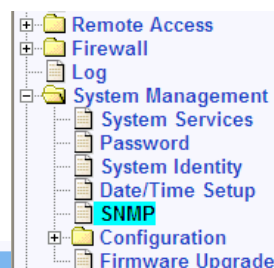 Remote Access
Firewall
Log
System Management
System Services
Password
System Identity
Date/Time Setup
SNMP
Configuration
Firmware Upgrade